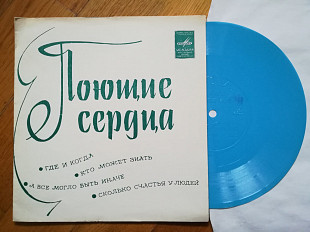 Поющие
сердца
• ГДЕ И КОГДА
• КТО МОЖЕТ ЗНАТЬ
• А ВСЕ МОГЛО БЫТЬ ИНАЧЕ
• СКОЛЬКО СЧАСТЬЯ У ЛЮДЕЙ